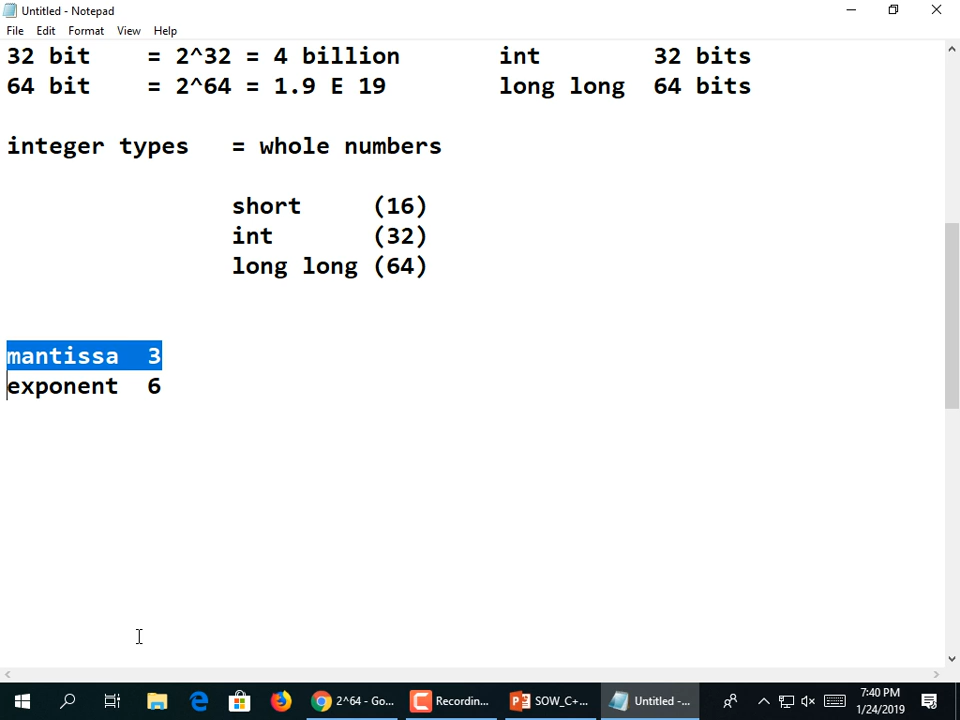 Untitled - Notepad
File Edit Format View Help
32 bit = 2^32 = 4 billion int 32 bits
64 bit = 2^64 = 1.9 E 19 long long 64 bits
integer types = whole numbers
short (16)
int (32)
long long (64)
mantissa 3
exponent 6
2^64 - Go... Recording... SOW_C+... Untitled -...
7:40 PM
1/24/2019